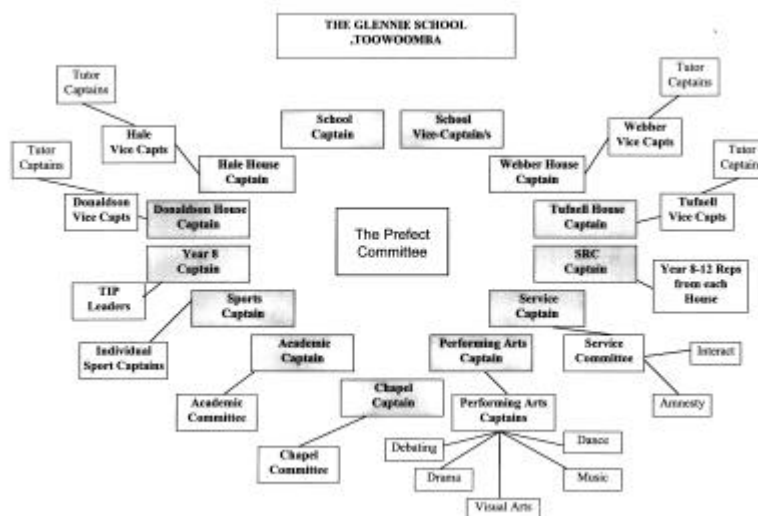 THE GLENNIE SCHOOL
,TOOWOOMBA
Tutor
Captains
Tutor
Captains
School
Captain
School
Vice-Captain/s
Hale
Vice Capts
Webber
Vice Capts
Tutor
Captains
Tutor
Captain
Hale House
Captain
Webber House
Captain
Donaldson
Vice Capts
Donaldson House
Captain
Tufnell House
Captain
Tufnell
Vice Capts
The Prefect
Committee
Year 8
Captain
SRC
Captain
TIP
Leaders
Year 8-12 Reps
from each
House
Sports
Captain
Service
Captain
Individual
Sport Captains
Academic
Captain
Performing Arts
Captain
Service
Committee
Interact
Academic
Committee
Chapel
Captain
Performing Arts
Captains
Amnesty
Chapel
Committee
Debating
Dance
Drama
Music
Visual Arts